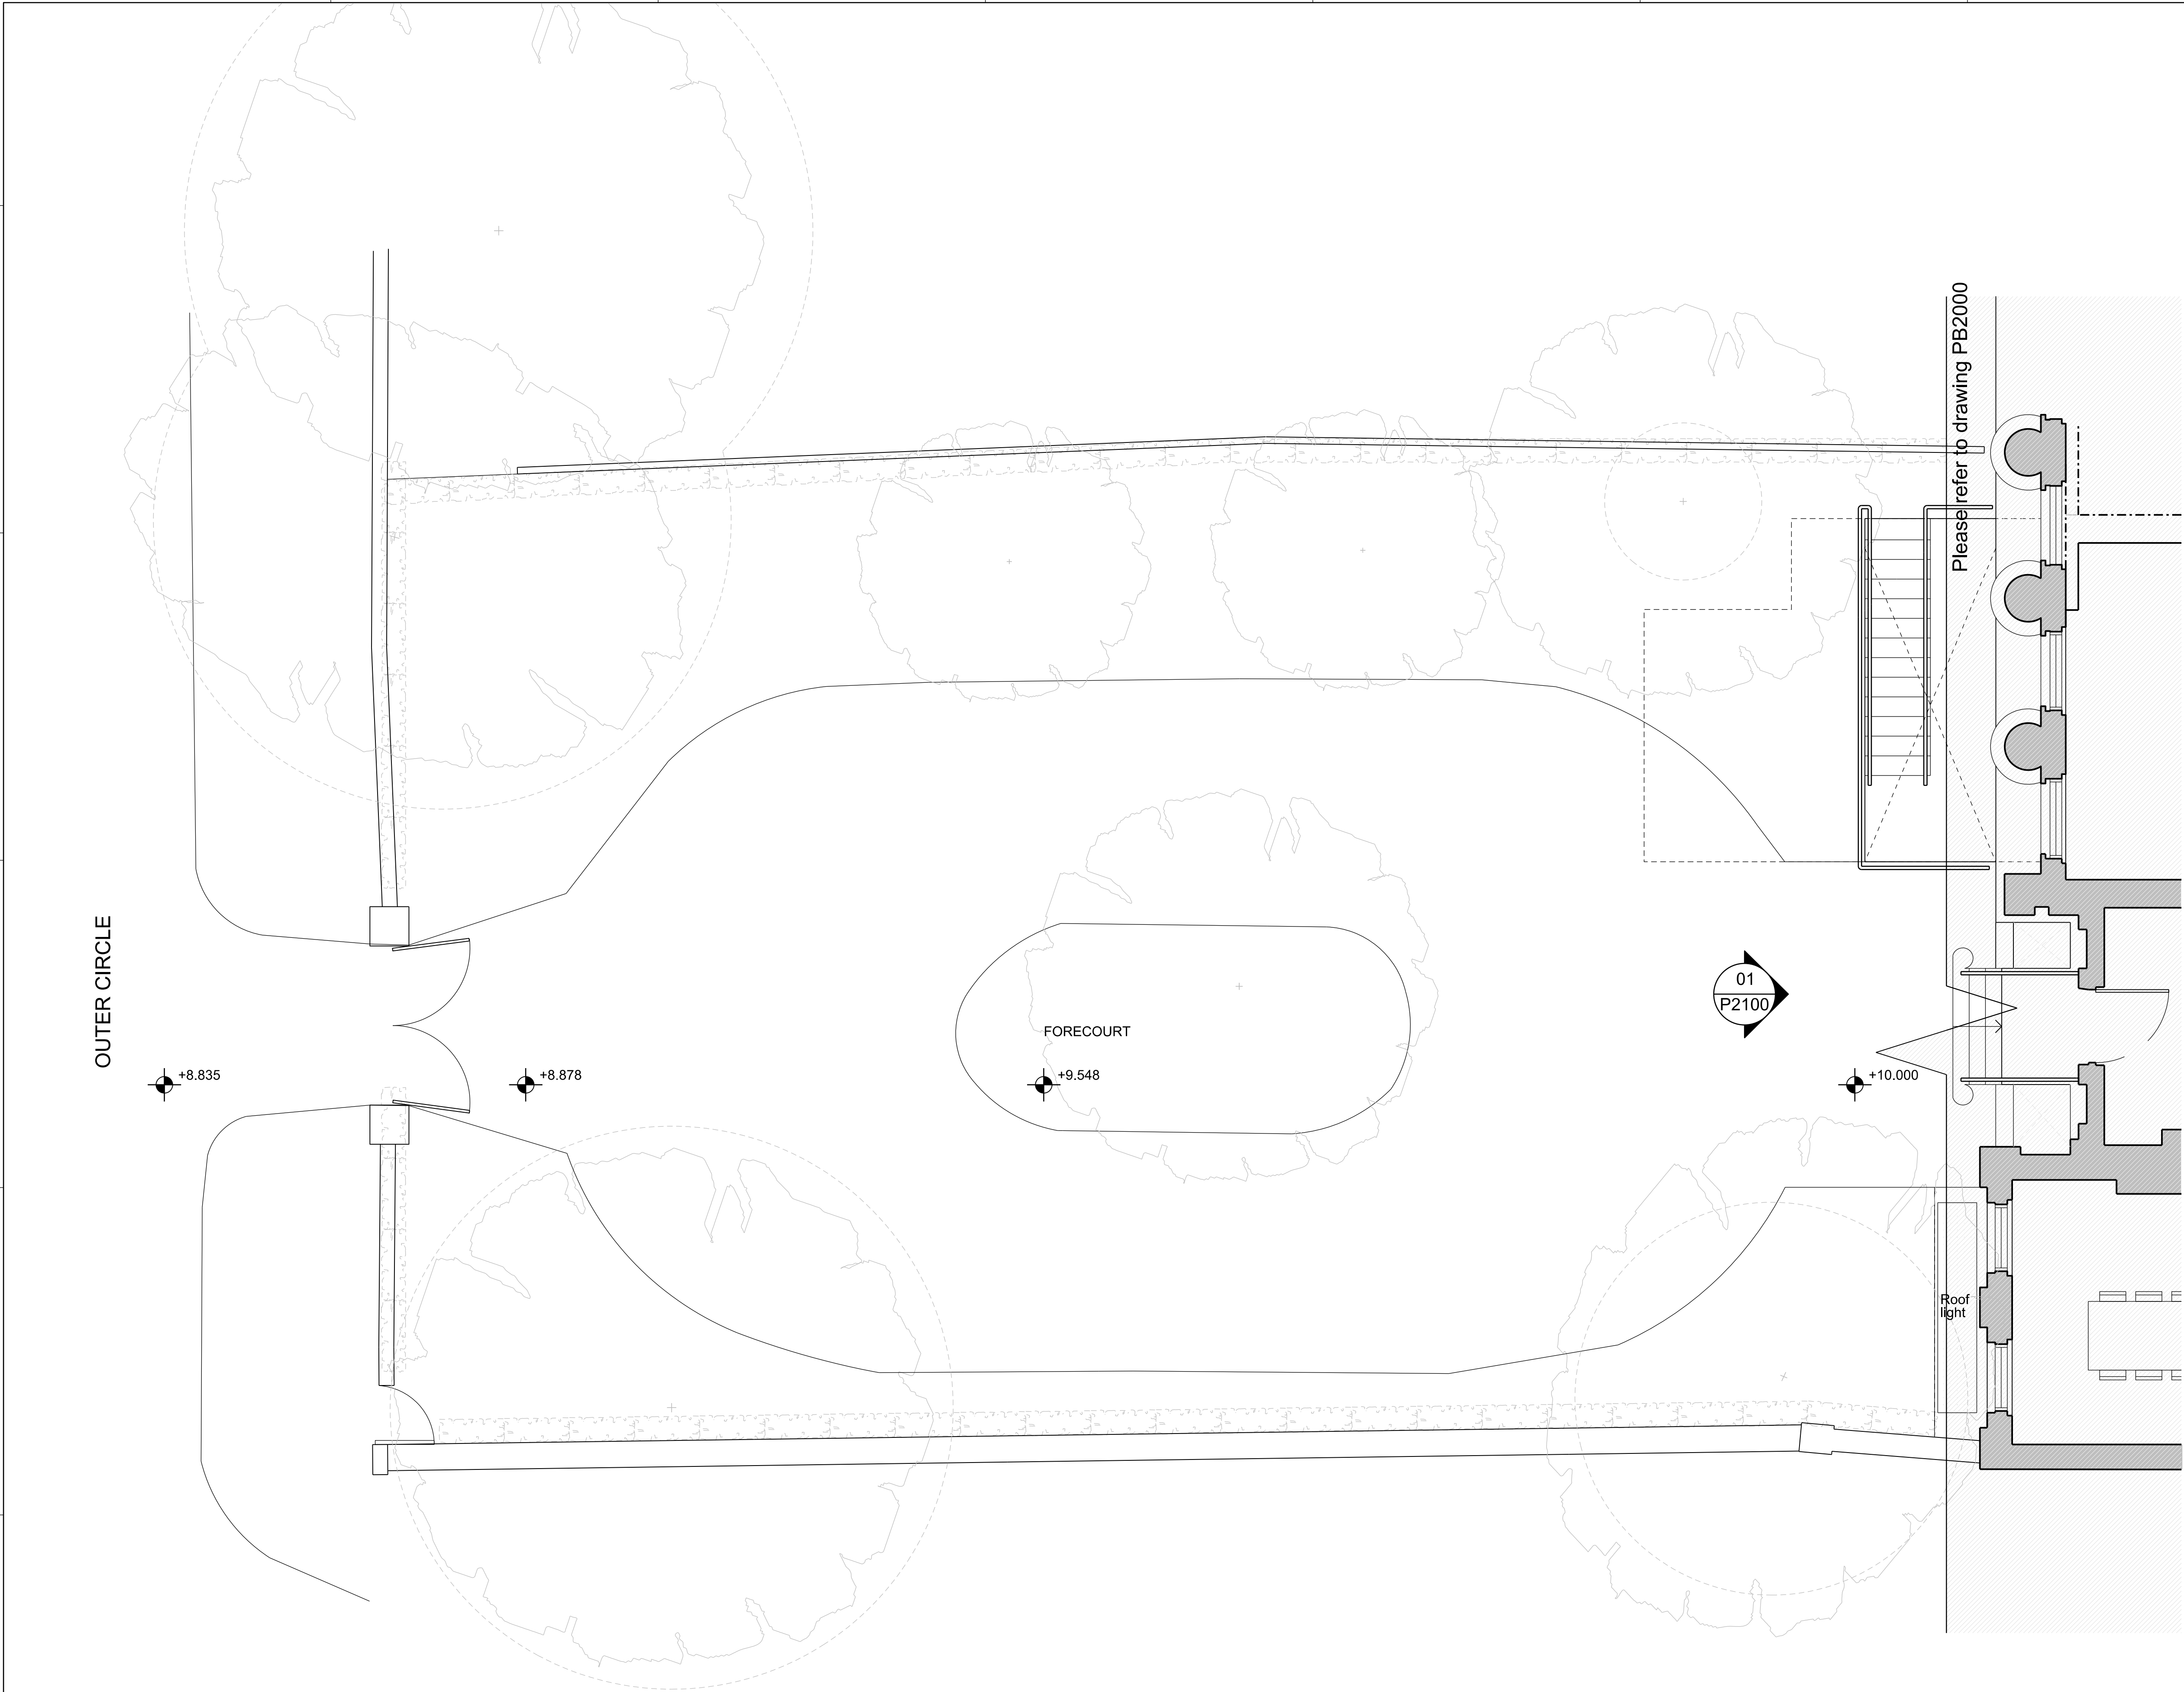 Please refer to drawing PB2000
OUTER CIRCLE
01
P2100
FORECOURT
+8.835
+8.878
+9.548
+10.000
Roof
light